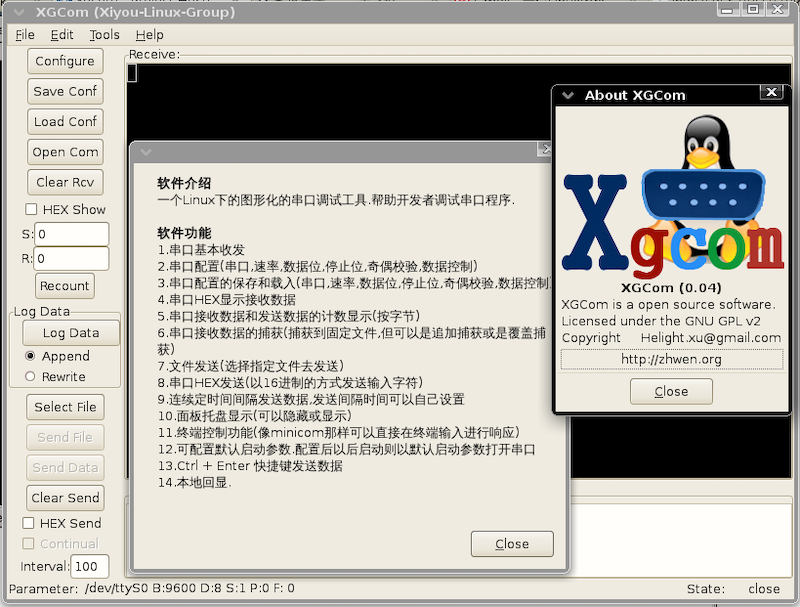 XGCom (Xiyou-Linux-Group)
File Edit Tools Help
Configure
Save Conf
Load Conf
Open Com
Clear Rcv
HEX Show
S: 0
R: 0
Recount
Log Data
Log Data
Append
Rewrite
Select File
Send File
Send Data
Clear Send
HEX Send
Continual
Interval: 100
Parameter: /dev/ttyS0 B:9600 D:8 S:1 P:0 F: 0
State: close
Receive:
软件介绍
一个Linux下的图形化的串口调试工具.帮助开发者调试串口程序.
软件功能
1.串口基本收发
2.串口配置(串口,速率,数据位,停止位,奇偶校验,数据控制)
3.串口配置的保存和载入(串口,速率,数据位,停止位,奇偶校验,数据控制
4.串口HEX显示接收数据
5.串口接收数据和发送数据的计数显示(按字节)
6.串口接收数据的捕获(捕获到固定文件,但可以是追加捕获或是覆盖捕
获)
7.文件发送(选择指定文件去发送)
8.串口HEX发送(以16进制的方式发送输入字符)
9.连续定时间间隔发送数据,发送间隔时间可以自己设置
10.面板托盘显示(可以隐藏或显示)
11.终端控制功能(像minicom那样可以直接在终端输入进行响应)
12.可配置默认启动参数.配置后以后启动则以默认启动参数打开串口
13.Ctrl + Enter 快捷键发送数据
14.本地回显.
Close
About XGCom
Xgcom
XGCom (0.04)
XGCom is a open source software.
Licensed under the GNU GPL v2
Copyright Helight.xu@gmail.com
http://zhwen.org
Close